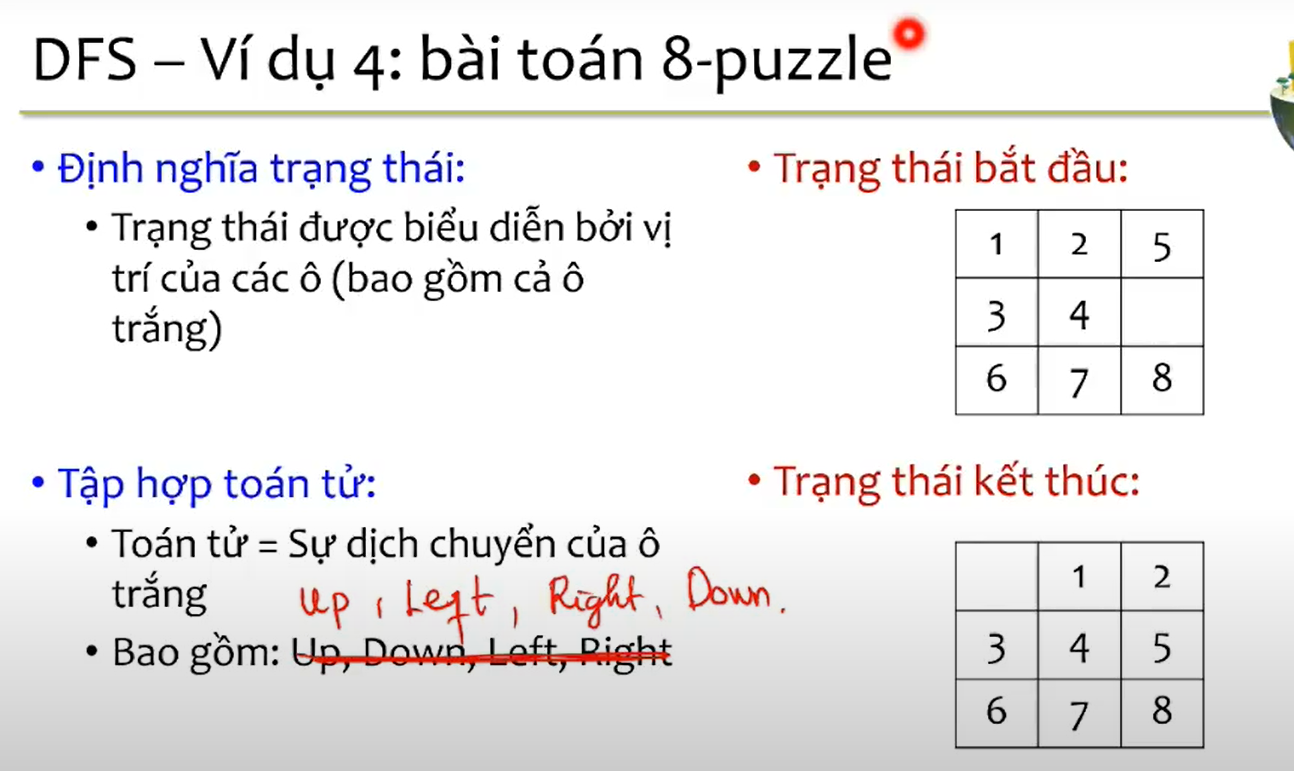 DFS – Ví dụ 4: bài toán 8-puzzle
• Định nghĩa trạng thái:
• Trạng thái được biểu diễn bởi vị
trí của các ô (bao gồm cả ô
trắng)
• Tập hợp toán tử:
• Toán tử = Sự dịch chuyển của ô
trắng
Up, Left, Right, Down.
• Bao gồm: Up, Down, Left, Right
• Trạng thái bắt đầu:
1 2 5
3 4
6 7 8
• Trạng thái kết thúc:
1 2
3 4 5
6 7 8